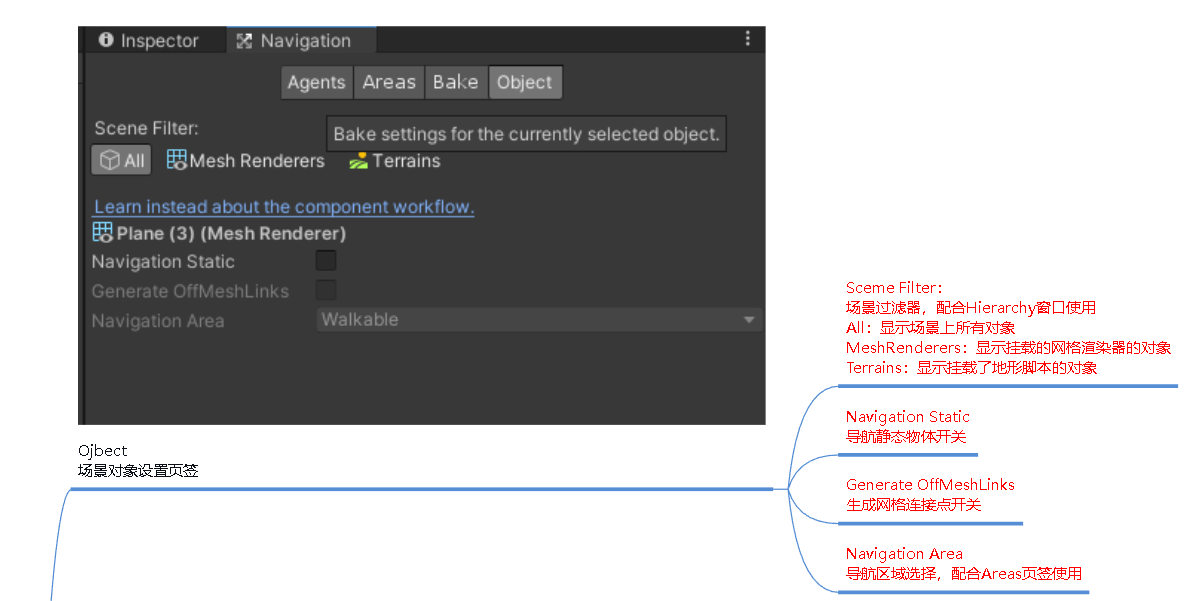 Inspector
Navigation
Agents
Areas
Bake
Object
Scene Filter:
Bake settings for the currently selected object.
All
Mesh Renderers
Terrains
Learn instead about the component workflow.
Plane (3) (Mesh Renderer)
Navigation Static
Generate OffMeshLinks
Navigation Area
Walkable
Ojbect
场景对象设置页签
Sceme Filter：
场景过滤器，配合Hierarchy窗口使用
All：显示场景上所有对象
MeshRenderers：显示挂载的网格渲染器的对象
Terrains：显示挂载了地形脚本的对象
Navigation Static
导航静态物体开关
Generate OffMeshLinks
生成网格连接点开关
Navigation Area
导航区域选择，配合Areas页签使用